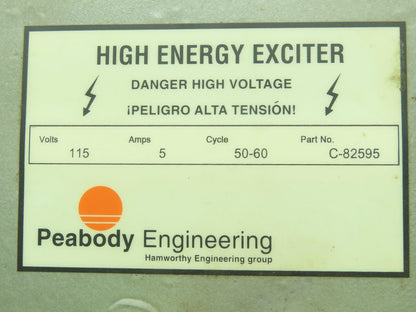 HIGH ENERGY EXCITER
DANGER HIGH VOLTAGE
¡PELIGRO ALTA TENSIÓN!
Volts Amps Cycle Part No.
115 5 50-60 C-82595
Peabody Engineering
Hamworthy Engineering group